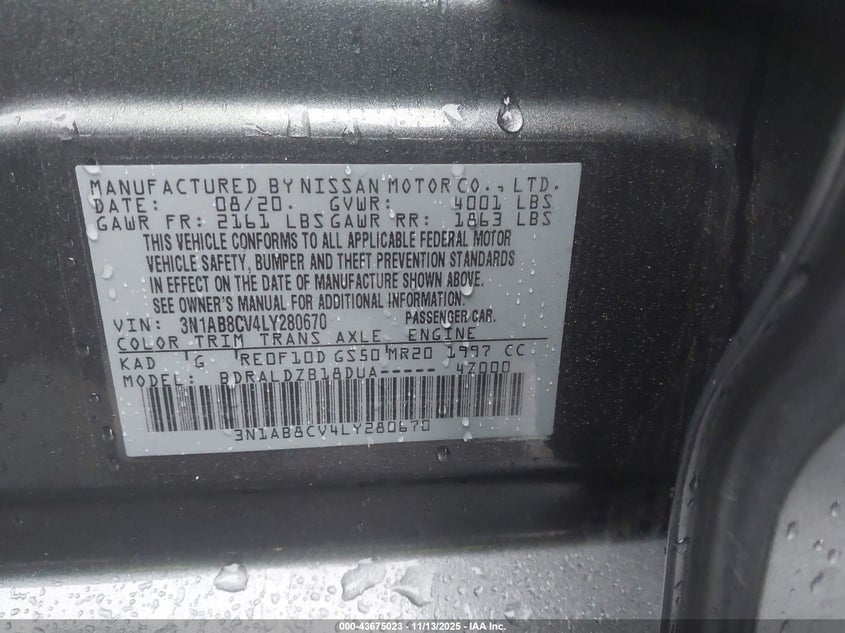 MANUFACTURED BY NISSAN MOTOR CO., LTD.
DATE: 08/20. GVWR: 4001 LBS
GAWR FR: 2161 LBS GAWR RR: 1863 LBS
THIS VEHICLE CONFORMS TO ALL APPLICABLE FEDERAL MOTOR
VEHICLE SAFETY, BUMPER AND THEFT PREVENTION STANDARDS
IN EFFECT ON THE DATE OF MANUFACTURE SHOWN ABOVE.
SEE OWNER'S MANUAL FOR ADDITIONAL INFORMATION.
VIN: 3N1AB8CV4LY280670 PASSENGER CAR.
COLOR TRIM TRANS AXLE ENGINE
KAD G RE0F10D GS50 MR20 1997 CC
MODEL: BDRALDZB18DUA----- 4Z000
3N1AB8CV4LY280670
000-43675023 - 11/13/2025 - IAA Inc.